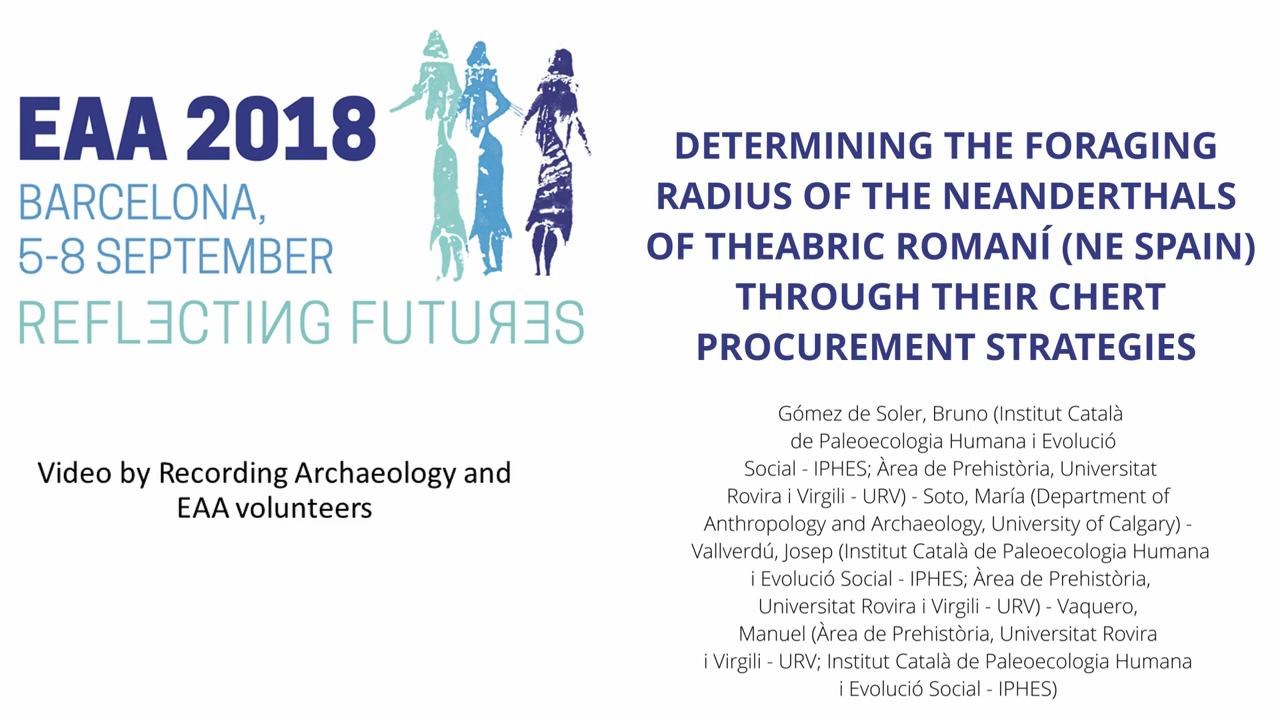 EAA 2018
BARCELONA,
5-8 SEPTEMBER
REFLECTING FUTURES
Video by Recording Archaeology and
EAA volunteers
DETERMINING THE FORAGING
RADIUS OF THE NEANDERTHALS
OF THEABRIC ROMANÍ (NE SPAIN)
THROUGH THEIR CHERT
PROCUREMENT STRATEGIES
Gómez de Soler, Bruno (Institut Català
de Paleoecologia Humana i Evolució
Social - IPHES; Àrea de Prehistòria, Universitat
Rovira i Virgili - URV) - Soto, María (Department of
Anthropology and Archaeology, University of Calgary) -
Vallverdú, Josep (Institut Català de Paleoecologia Humana
i Evolució Social - IPHES; Àrea de Prehistòria,
Universitat Rovira i Virgili - URV) - Vaquero,
Manuel (Àrea de Prehistòria, Universitat Rovira
i Virgili - URV; Institut Català de Paleoecologia Humana
i Evolució Social - IPHES)